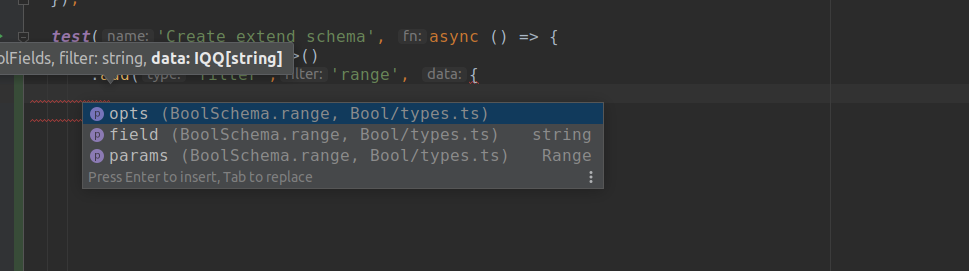 });
test( name: 'Create extend schema', fn: async () => {
olFields, filter: string, data: IQQ[string] >()
.add( type: 'filter', filter: 'range', data: {
opts (BoolSchema.range, Bool/types.ts)
field (BoolSchema.range, Bool/types.ts) string
params (BoolSchema.range, Bool/types.ts) Range
Press Enter to insert, Tab to replace